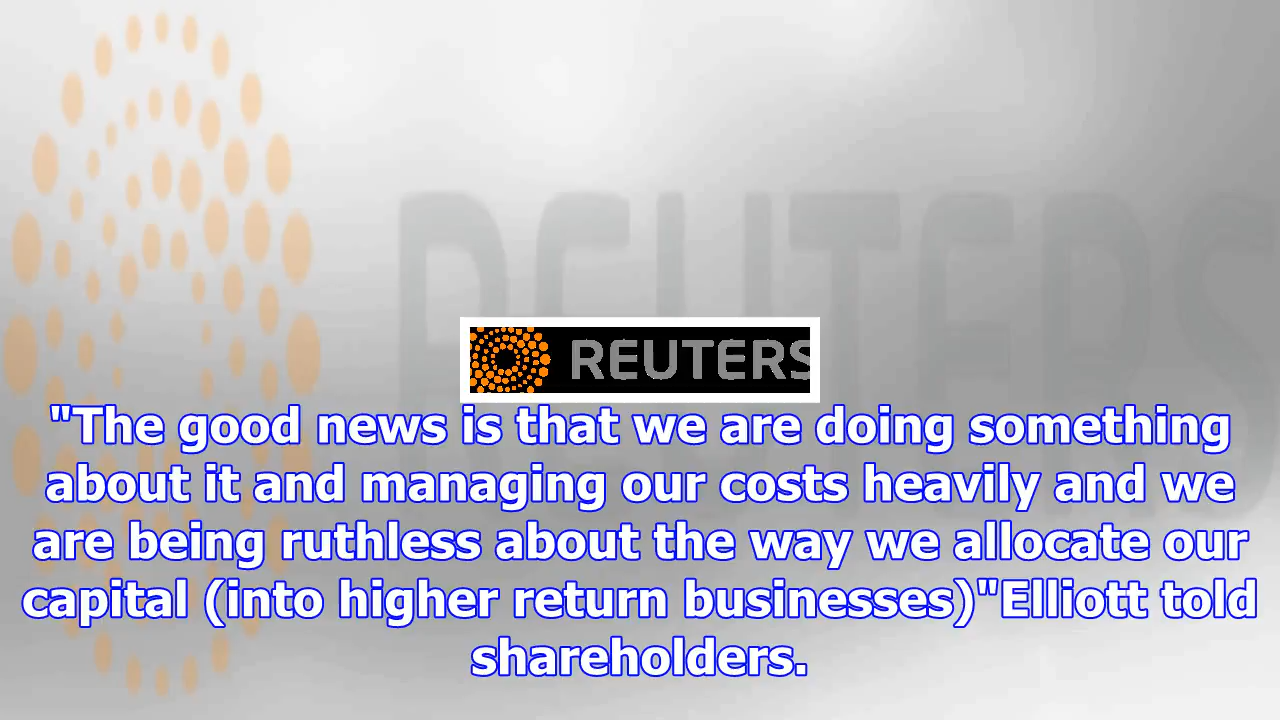 REUTERS
REUTERS
"The good news is that we are doing something
about it and managing our costs heavily and we
are being ruthless about the way we allocate our
capital (into higher return businesses)"Elliott told
shareholders.